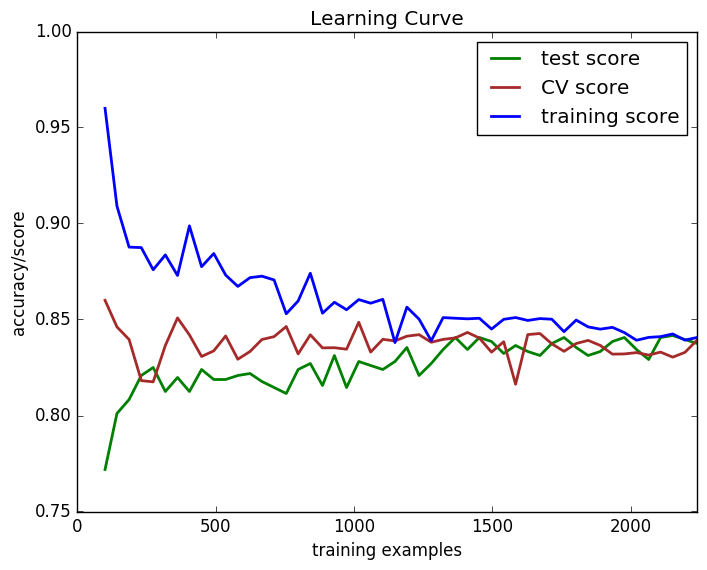 Learning Curve
test score
CV score
training score
accuracy/score
1.00
0.95
0.90
0.85
0.80
0.75
0
500
1000
1500
2000
training examples